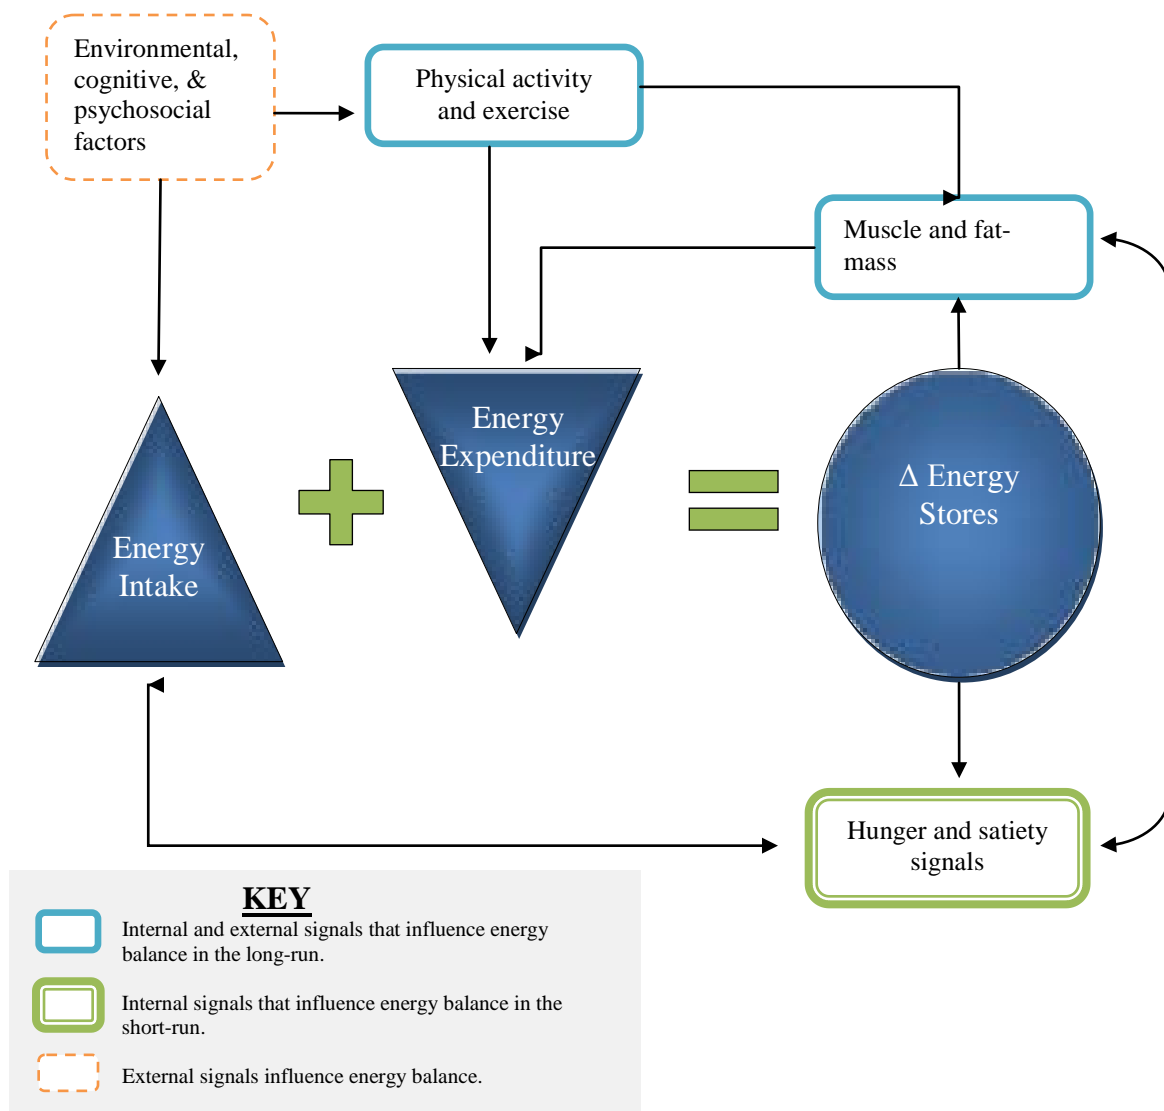 Environmental,
cognitive, &
psychosocial
factors
Physical activity
and exercise
Muscle and fat-
mass
Energy
Expenditure
Energy
Intake
Δ Energy
Stores
Hunger and satiety
signals
KEY
Internal and external signals that influence energy
balance in the long-run.
Internal signals that influence energy balance in the
short-run.
External signals influence energy balance.